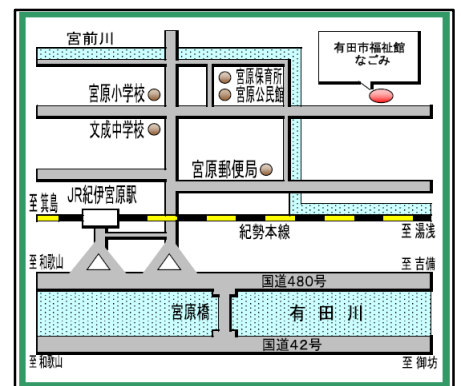 宮前川
有田市福祉館
なごみ
宮原保育所
宮原公民館
宮原小学校
文成中学校
宮原郵便局
JR紀伊宮原駅
至箕島
紀勢本線
至湯浅
至和歌山
至吉備
国道480号
宮原橋
有田川
国道42号
至和歌山
至御坊